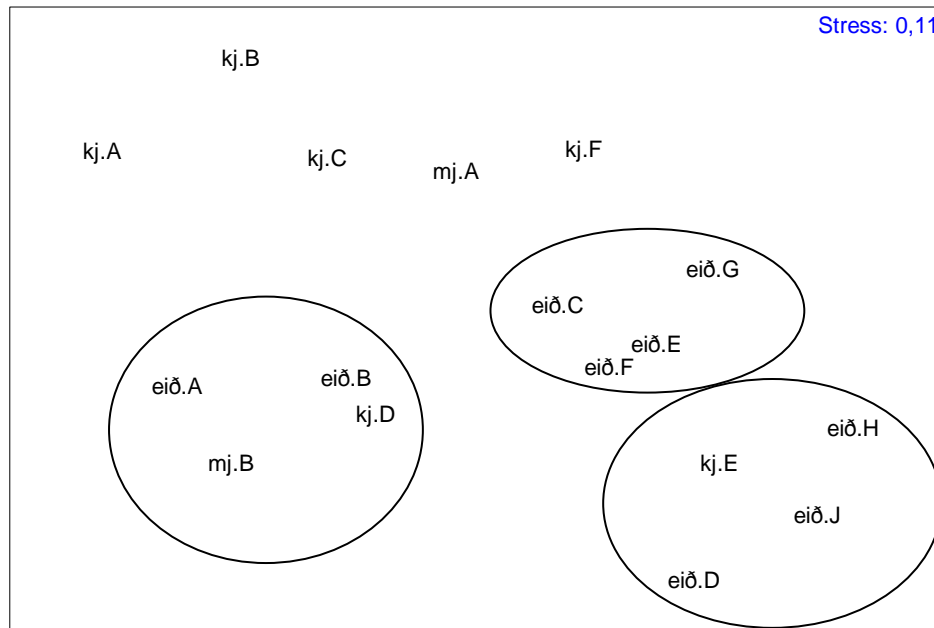 Stress: 0,11
kj.B
kj.A
kj.C
mj.A
kj.F
eið.G
eið.C
eið.E
eið.F
eið.A
eið.B
kj.D
mj.B
eið.H
kj.E
eið.J
eið.D